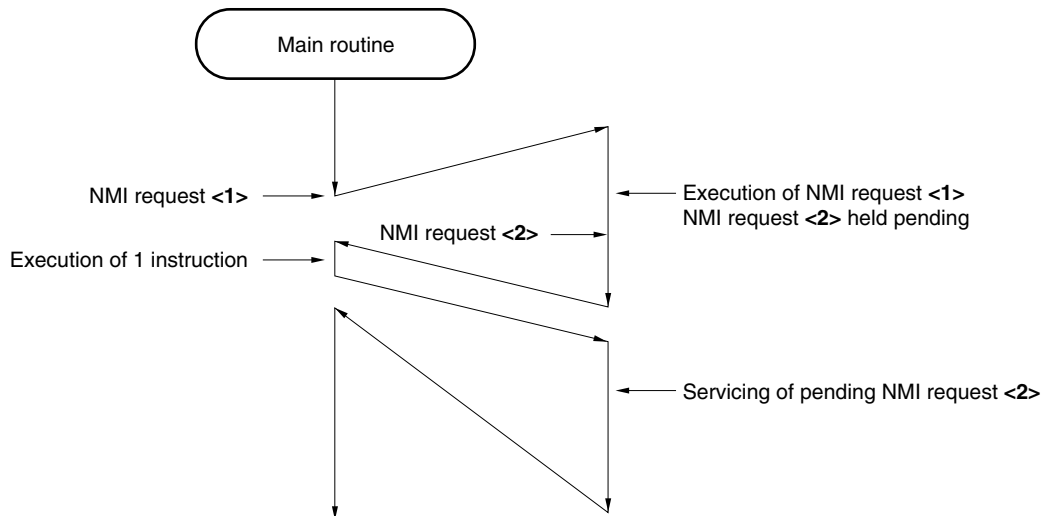 Main routine
NMI request <1>
Execution of NMI request <1>
NMI request <2> held pending
NMI request <2>
Execution of 1 instruction
Servicing of pending NMI request <2>